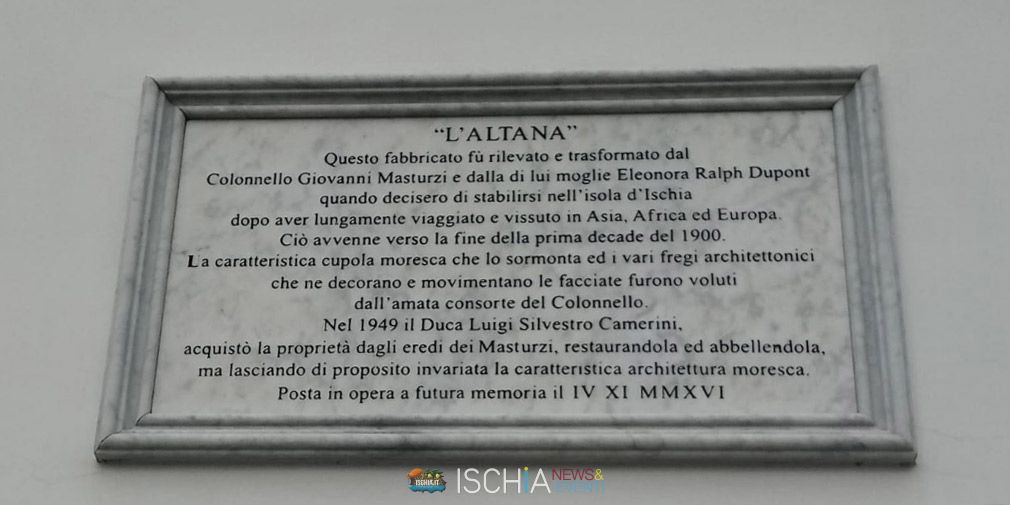 "L'ALTANA"
Questo fabbricato fù rilevato e trasformato dal
Colonnello Giovanni Masturzi e dalla di lui moglie Eleonora Ralph Dupont
quando decisero di stabilirsi nell'isola d'Ischia
dopo aver lungamente viaggiato e vissuto in Asia, Africa ed Europa.
Ciò avvenne verso la fine della prima decade del 1900.
La caratteristica cupola moresca che lo sormonta ed i vari fregi architettonici
che ne decorano e movimentano le facciate furono voluti
dall'amata consorte del Colonnello.
Nel 1949 il Duca Luigi Silvestro Camerini,
acquistò la proprietà dagli eredi dei Masturzi, restaurandola ed abbellendola,
ma lasciando di proposito invariata la caratteristica architettura moresca.
Posta in opera a futura memoria il IV XI MMXVI
ISCHIA.IT
ISCHiA NEWS&
EVENTI